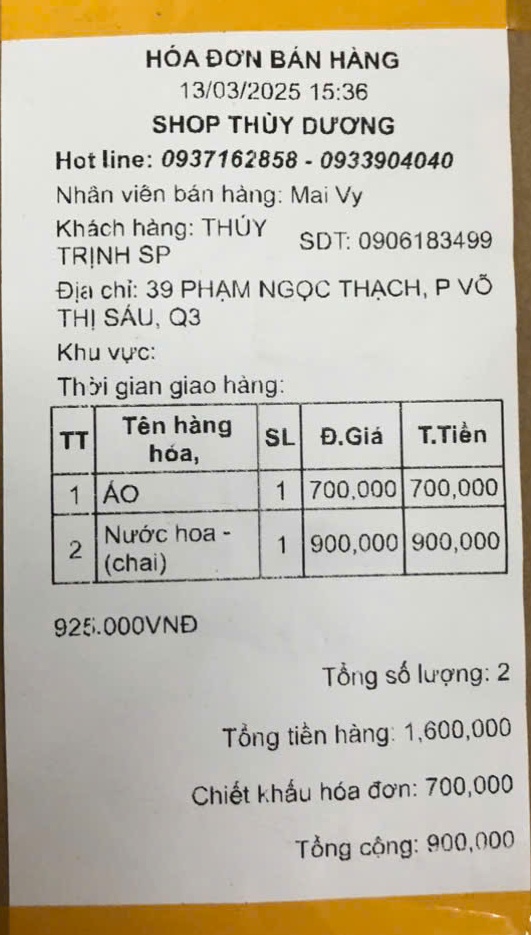 HÓA ĐƠN BÁN HÀNG
13/03/2025 15:36
SHOP THÙY DƯƠNG
Hot line: 0937162858 - 0933904040
Nhân viên bán hàng: Mai Vy
Khách hàng: THÚY TRỊNH SP SDT: 0906183499
Địa chỉ: 39 PHẠM NGỌC THẠCH, P VÕ
THỊ SÁU, Q3
Khu vực:
Thời gian giao hàng:
TT Tên hàng hóa, SL Đ.Giá T.Tiền
1 ÁO 1 700,000 700,000
2 Nước hoa - (chai) 1 900,000 900,000
925.000VNĐ
Tổng số lượng: 2
Tổng tiền hàng: 1,600,000
Chiết khấu hóa đơn: 700,000
Tổng cộng: 900,000